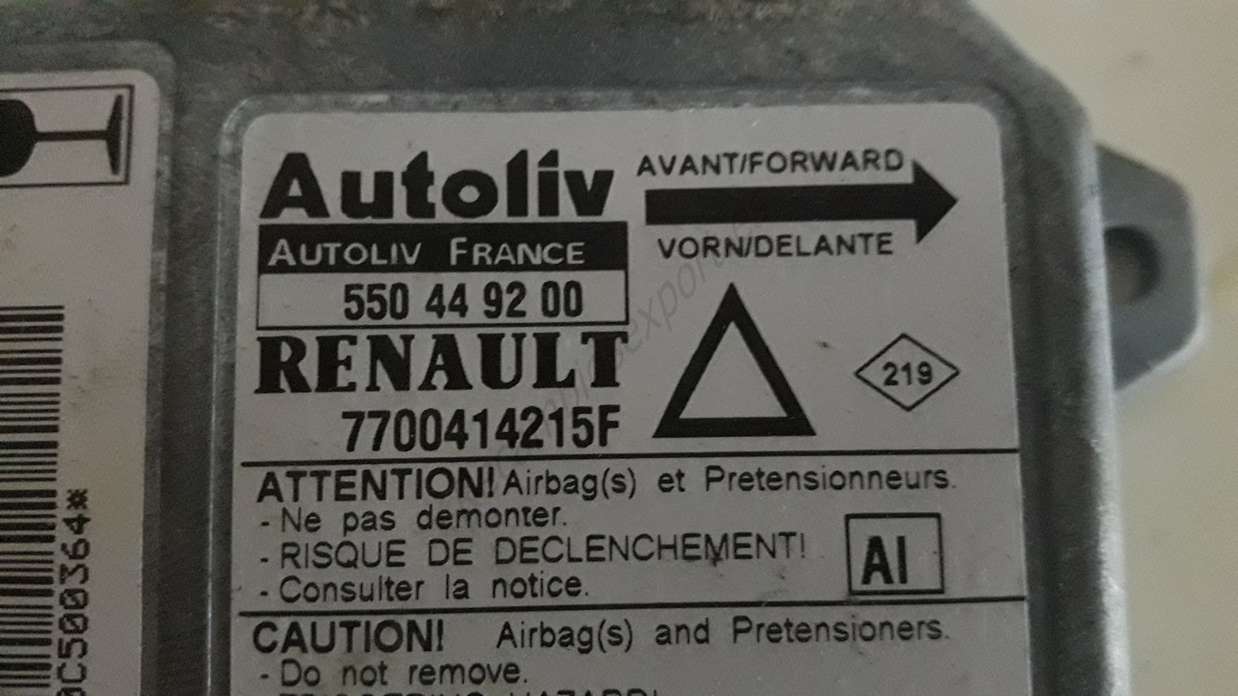 Autoliv
AUTOLIV FRANCE
550 44 92 00
RENAULT
7700414215F
AVANT/FORWARD
VORN/DELANTE
219
ATTENTION! Airbag(s) et Pretensionneurs.
- Ne pas demonter.
- RISQUE DE DECLENCHEMENT!
- Consulter la notice.
AI
CAUTION! Airbag(s) and Pretensioners.
- Do not remove.
0C500364*